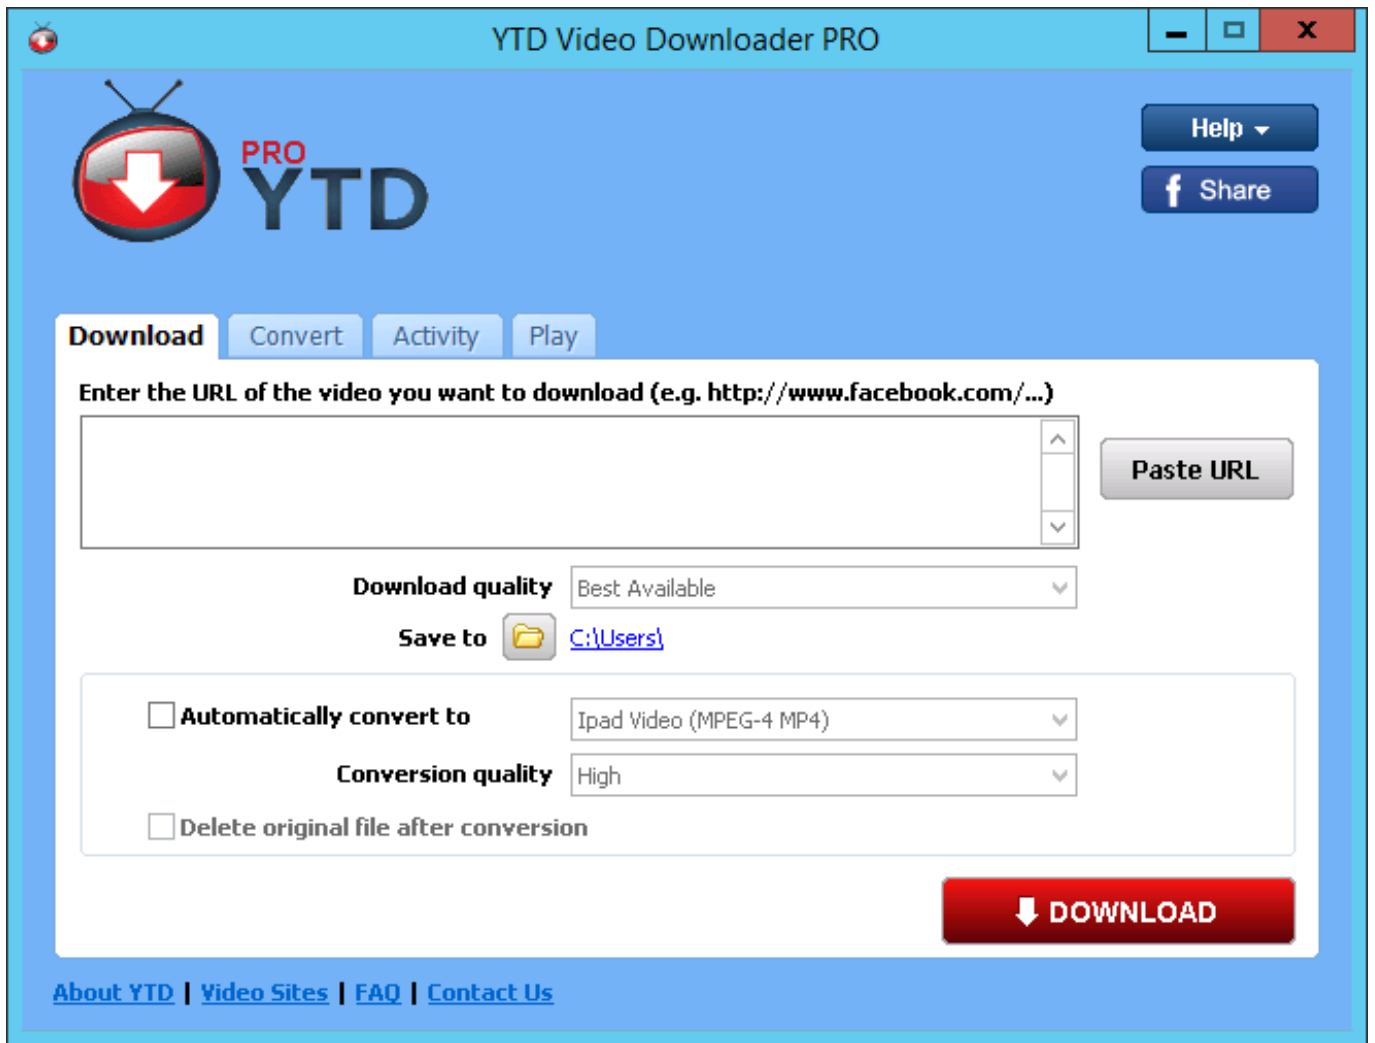 YTD Video Downloader PRO
Help
PRO
YTD
f Share
Download Convert Activity Play
Enter the URL of the video you want to download (e.g. http://www.facebook.com/...)
Paste URL
Download quality Best Available
Save to C:\Users\
Automatically convert to Ipad Video (MPEG-4 MP4)
Conversion quality High
Delete original file after conversion
DOWNLOAD
About YTD | Video Sites | FAQ | Contact Us